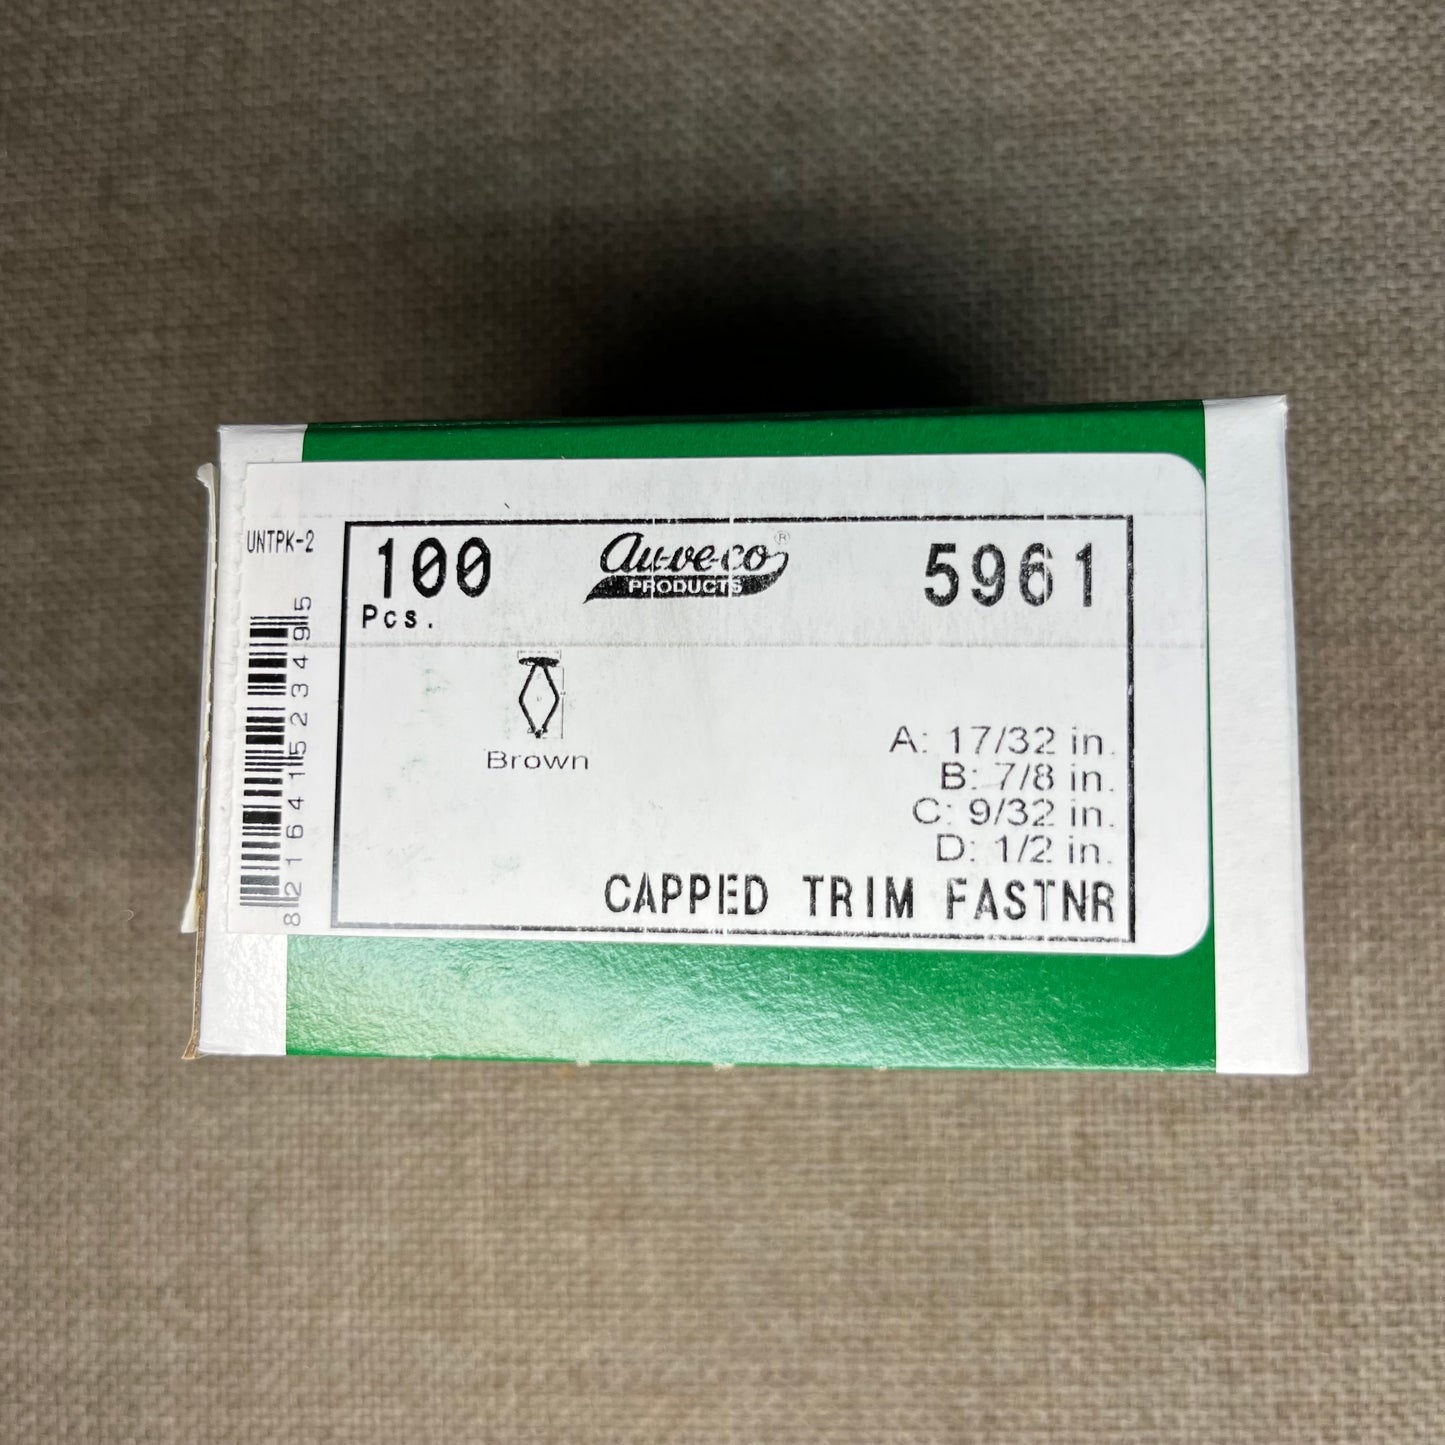 UNTPK-2
100
Pcs.
Au-ve-co®
PRODUCTS
5961
Brown
A: 17/32 in.
B: 7/8 in.
C: 9/32 in.
D: 1/2 in.
CAPPED TRIM FASTNR
8 21641 52349 5